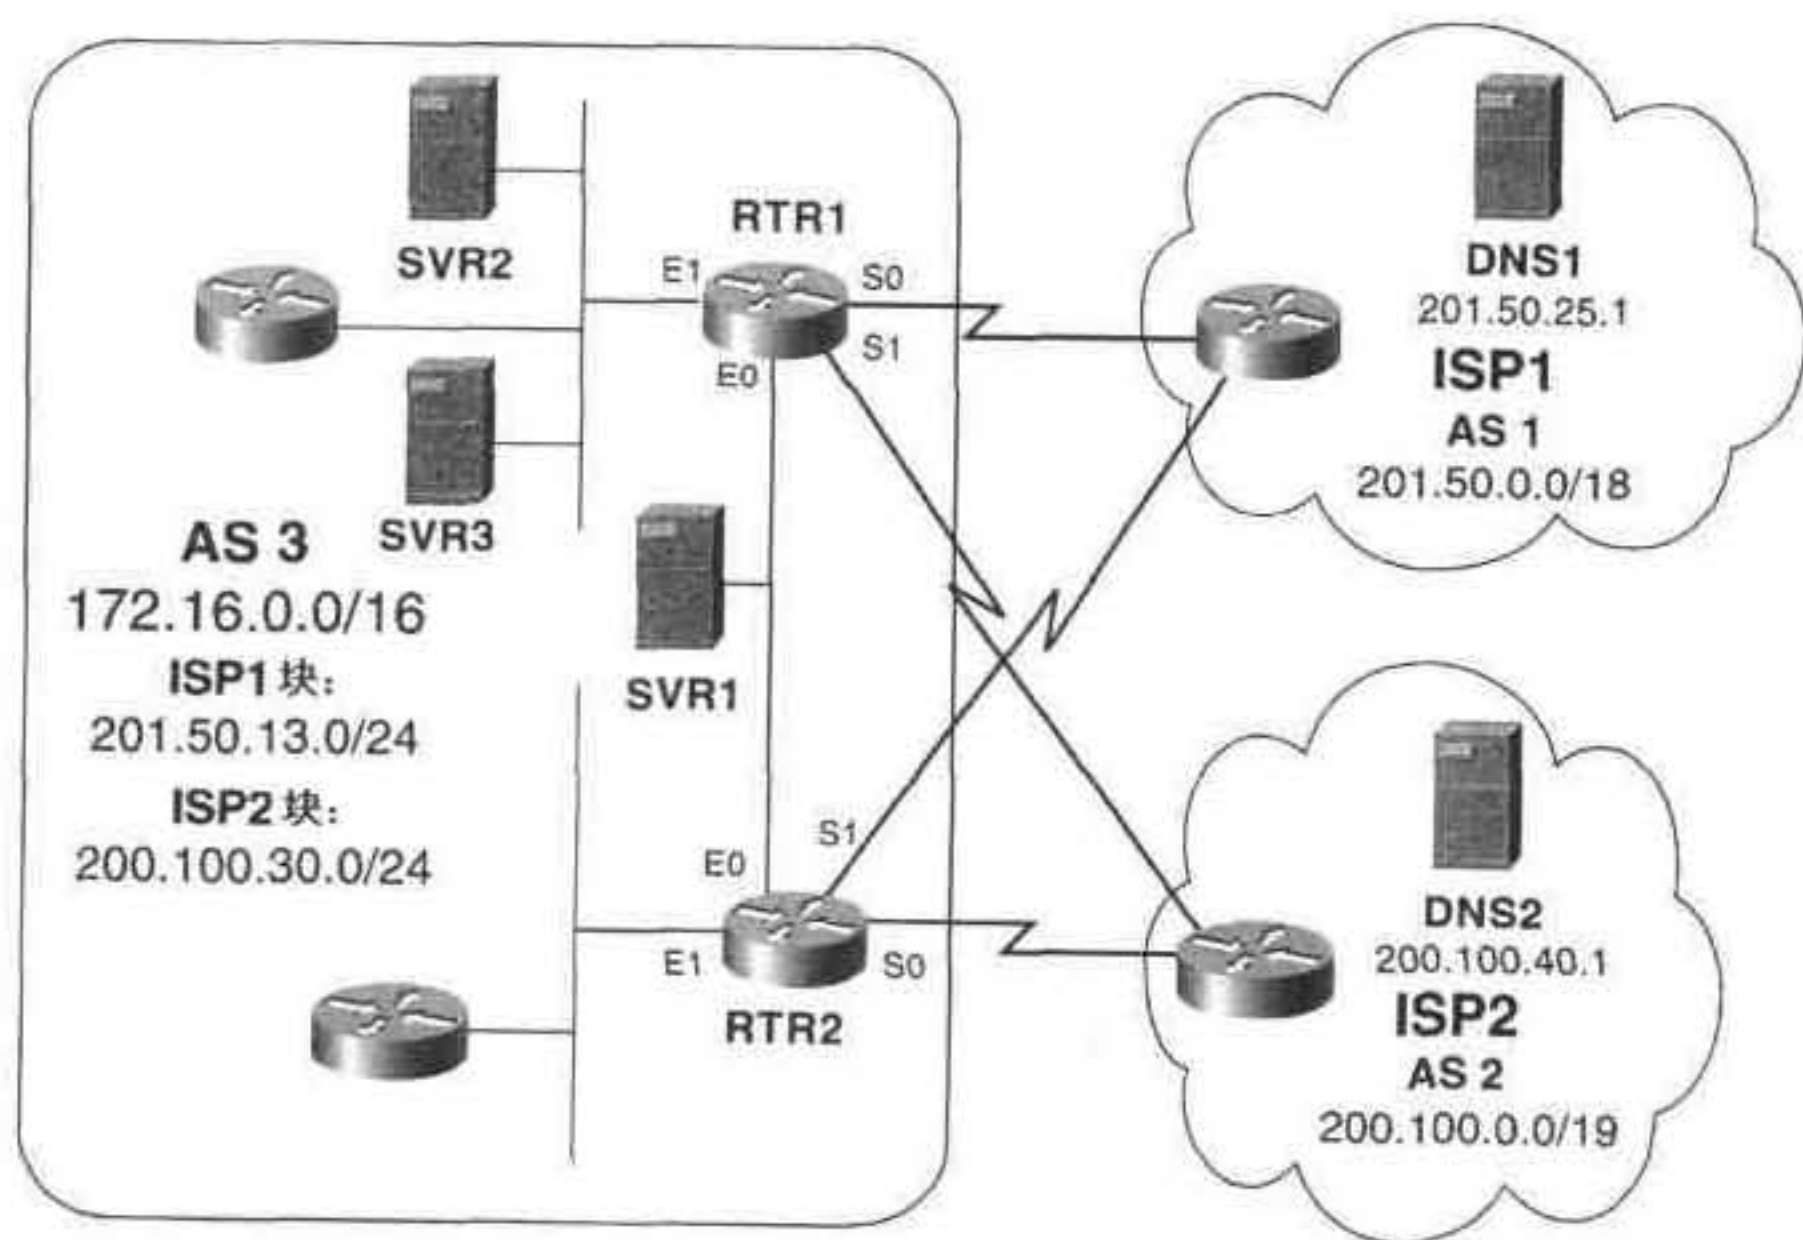 SVR2
RTR1
E1
S0
S1
E0
SVR3
AS 3
172.16.0.0/16
ISP1 块:
201.50.13.0/24
ISP2 块:
200.100.30.0/24
SVR1
E0
S1
E1
S0
RTR2
DNS1
201.50.25.1
ISP1
AS 1
201.50.0.0/18
DNS2
200.100.40.1
ISP2
AS 2
200.100.0.0/19